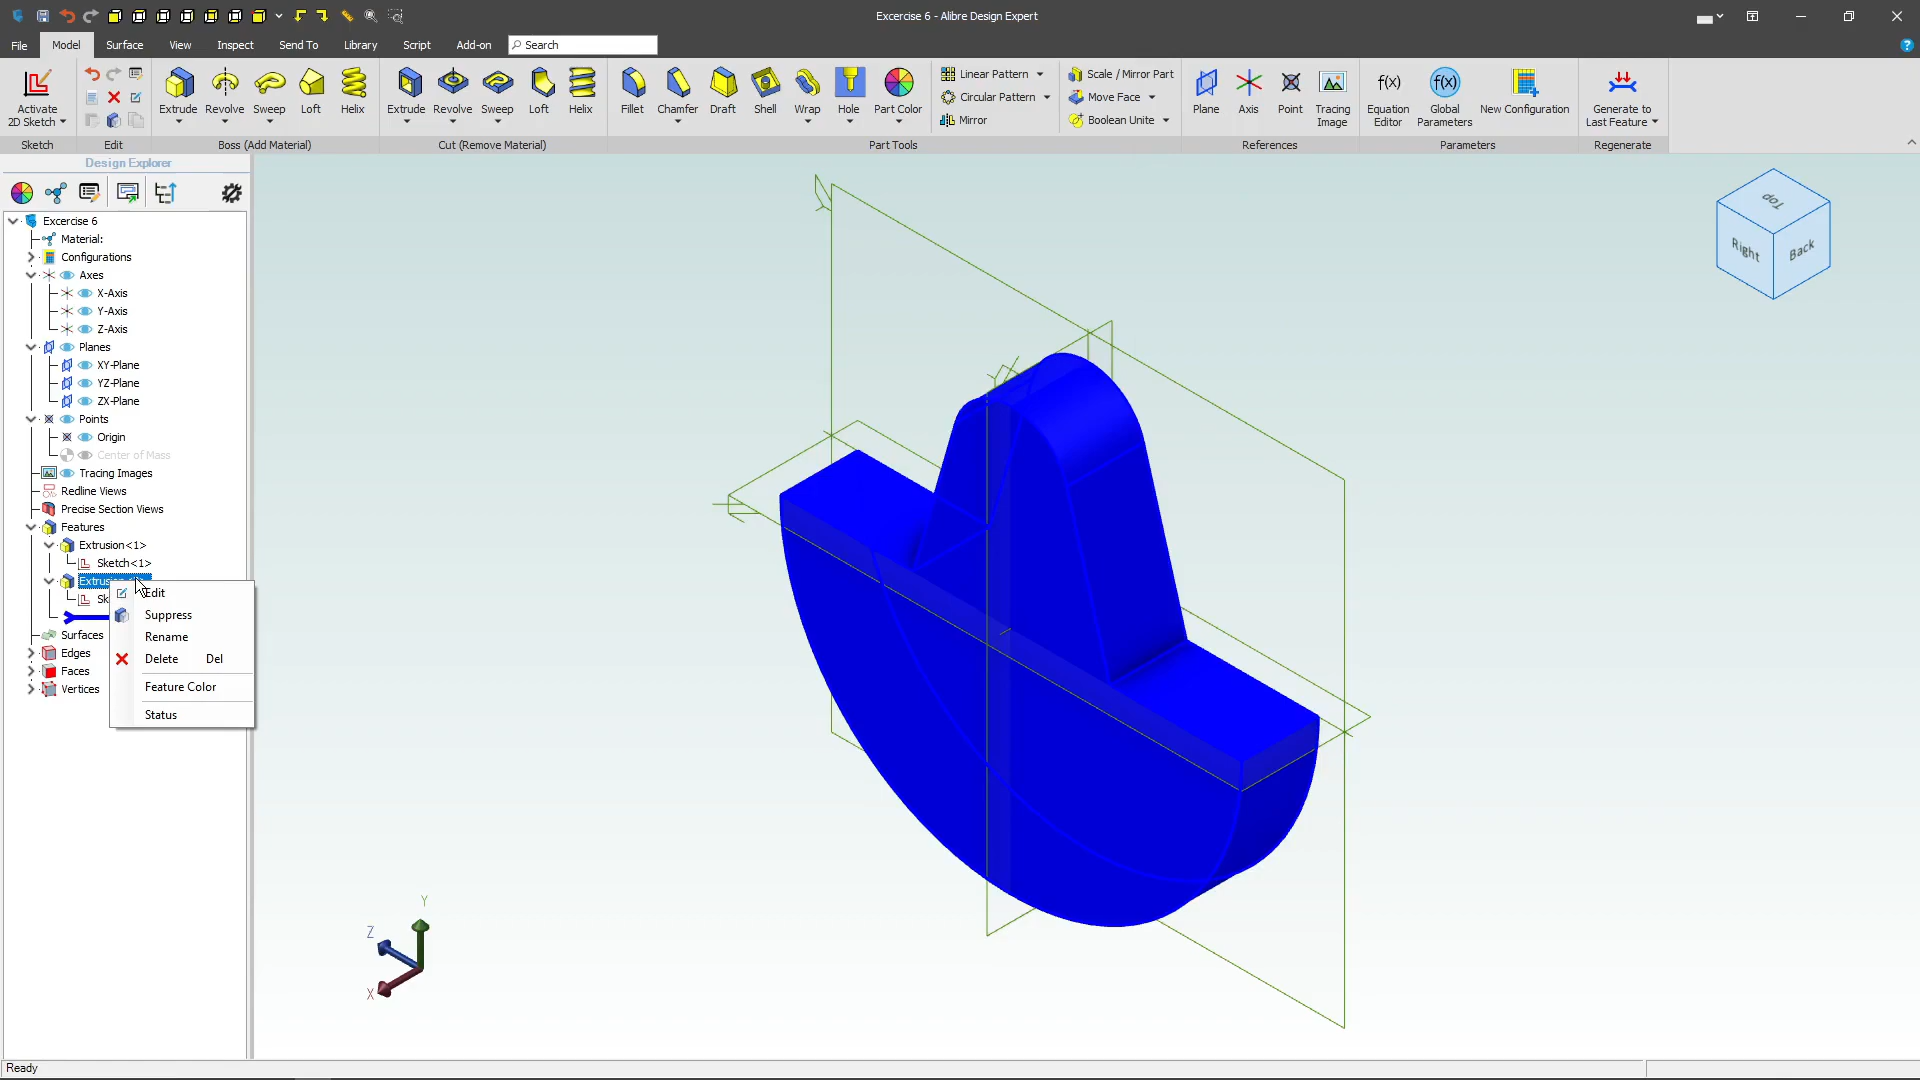 Excercise 6 - Alibre Design Expert
File Model Surface View Inspect Send To Library Script Add-on Search
Activate 2D Sketch
Extrude Revolve Sweep Loft Helix
Extrude Revolve Sweep Loft Helix
Fillet Chamfer Draft Shell Wrap Hole Part Color
Linear Pattern
Circular Pattern
Mirror
Scale / Mirror Part
Move Face
Boolean Unite
Plane Axis Point Tracing Image
f(x) Equation Editor
f(x) Global Parameters
New Configuration
Generate to Last Feature
Sketch Edit Boss (Add Material) Cut (Remove Material) Part Tools References Parameters Regenerate
Design Explorer
Excercise 6
Material:
Configurations
Axes
X-Axis
Y-Axis
Z-Axis
Planes
XY-Plane
YZ-Plane
ZX-Plane
Points
Origin
Center of Mass
Tracing Images
Redline Views
Precise Section Views
Features
Extrusion<1>
Sketch<1>
Edit
Suppress
Rename
Delete Del
Feature Color
Status
Surfaces
Edges
Faces
Vertices
Top
Right
Back
Y
Z
X
Ready